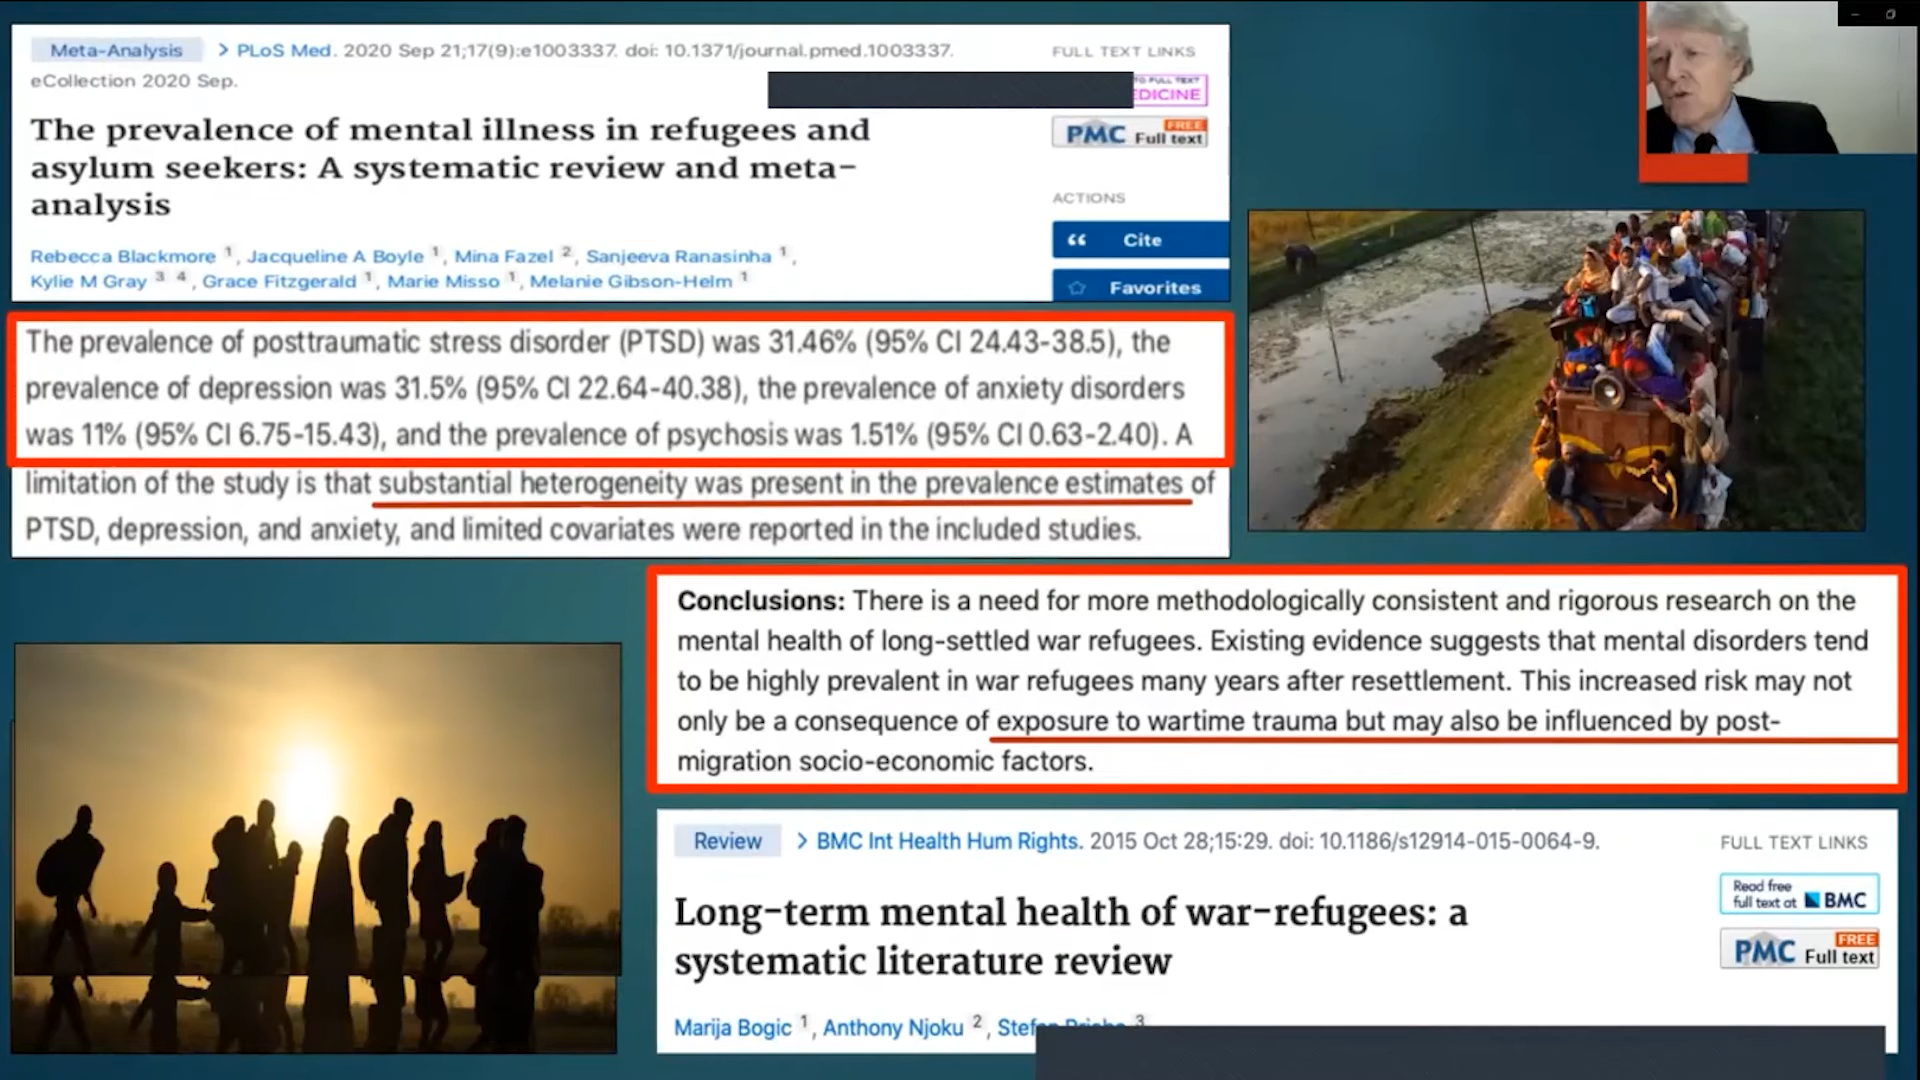 Meta-Analysis > PLoS Med. 2020 Sep 21;17(9):e1003337. doi: 10.1371/journal.pmed.1003337.
eCollection 2020 Sep.
The prevalence of mental illness in refugees and
asylum seekers: A systematic review and meta-
analysis
Rebecca Blackmore 1, Jacqueline A Boyle 1, Mina Fazel 2, Sanjeeva Ranasinha 1,
Kylie M Gray 3 4, Grace Fitzgerald 1, Marie Misso 1, Melanie Gibson-Helm 1
FULL TEXT LINKS
TO FULL TEXT
EDICINE
PMC FREE
Full text
ACTIONS
Cite
Favorites
The prevalence of posttraumatic stress disorder (PTSD) was 31.46% (95% CI 24.43-38.5), the
prevalence of depression was 31.5% (95% CI 22.64-40.38), the prevalence of anxiety disorders
was 11% (95% CI 6.75-15.43), and the prevalence of psychosis was 1.51% (95% CI 0.63-2.40). A
limitation of the study is that substantial heterogeneity was present in the prevalence estimates of
PTSD, depression, and anxiety, and limited covariates were reported in the included studies.
Conclusions: There is a need for more methodologically consistent and rigorous research on the
mental health of long-settled war refugees. Existing evidence suggests that mental disorders tend
to be highly prevalent in war refugees many years after resettlement. This increased risk may not
only be a consequence of exposure to wartime trauma but may also be influenced by post-
migration socio-economic factors.
Review > BMC Int Health Hum Rights. 2015 Oct 28;15:29. doi: 10.1186/s12914-015-0064-9.
Long-term mental health of war-refugees: a
systematic literature review
Marija Bogic 1, Anthony Njoku 2, 3
FULL TEXT LINKS
Read free
full text at BMC
PMC FREE
Full text